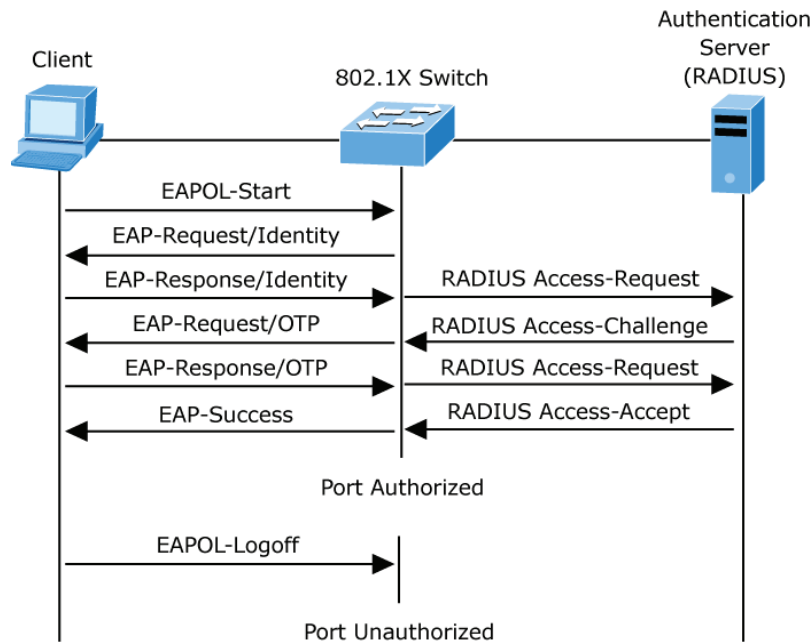 Client
802.1X Switch
Authentication
Server
(RADIUS)
EAPOL-Start
EAP-Request/Identity
EAP-Response/Identity
RADIUS Access-Request
EAP-Request/OTP
RADIUS Access-Challenge
EAP-Response/OTP
RADIUS Access-Request
EAP-Success
RADIUS Access-Accept
Port Authorized
EAPOL-Logoff
Port Unauthorized